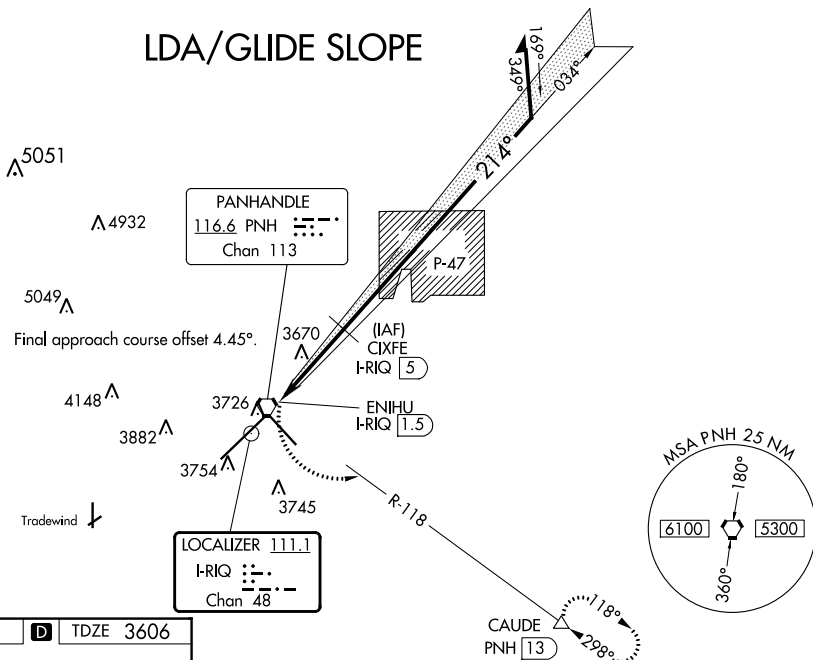 LDA/GLIDE SLOPE
169°
349°
034°
214°
5051
4932
PANHANDLE
116.6 PNH
Chan 113
P-47
5049
Final approach course offset 4.45°.
3670
(IAF)
CIXFE
I-RIQ 5
4148
3726
ENIHU
I-RIQ 1.5
3882
3754
3745
R-118
MSA PNH 25 NM
180°
6100
5300
360°
Tradewind
LOCALIZER 111.1
I-RIQ
Chan 48
CAUDE
PNH 13
118°
298°
D TDZE 3606